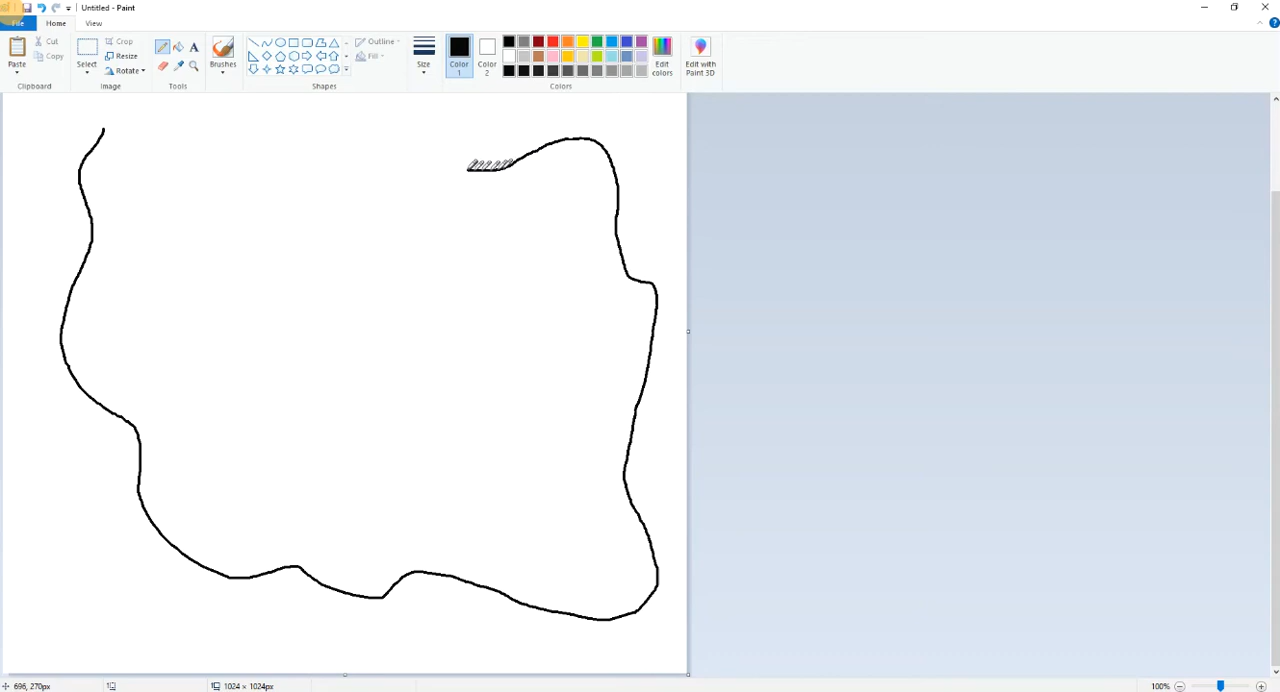 Untitled - Paint
File Home View
Paste
Cut
Copy
Clipboard
Select
Crop
Resize
Rotate
Image
Tools
Brushes
Outline
Fill
Shapes
Size
Color 1
Color 2
Edit colors
Colors
Edit with Paint 3D
696, 270px
1024 × 1024px
100%